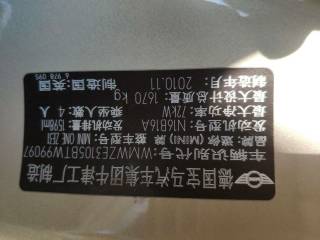 德国宝马汽车集团牛津工厂制造
车辆识别代号: WMWZE3105BTW99097
品牌 迷你(MINI) 型号 MINI ONE ZE31
发动机型号 N16B16A 发动机排量 1598ml
最大净功率 72kW 乘坐人数 4 人
最大设计总质量 1670 kg
制造年月 2010.11 制造国 英国
6 978 095